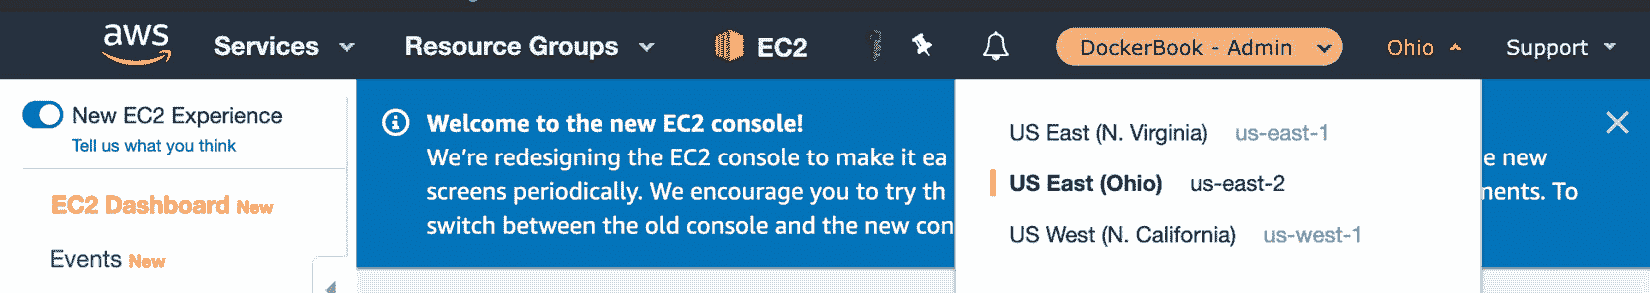 aws Services Resource Groups EC2 DockerBook - Admin Ohio Support
New EC2 Experience
Tell us what you think
EC2 Dashboard New
Events New
Welcome to the new EC2 console!
We're redesigning the EC2 console to make it ea
screens periodically. We encourage you to try th
switch between the old console and the new con
US East (N. Virginia) us-east-1
US East (Ohio) us-east-2
US West (N. California) us-west-1
e new
nents. To